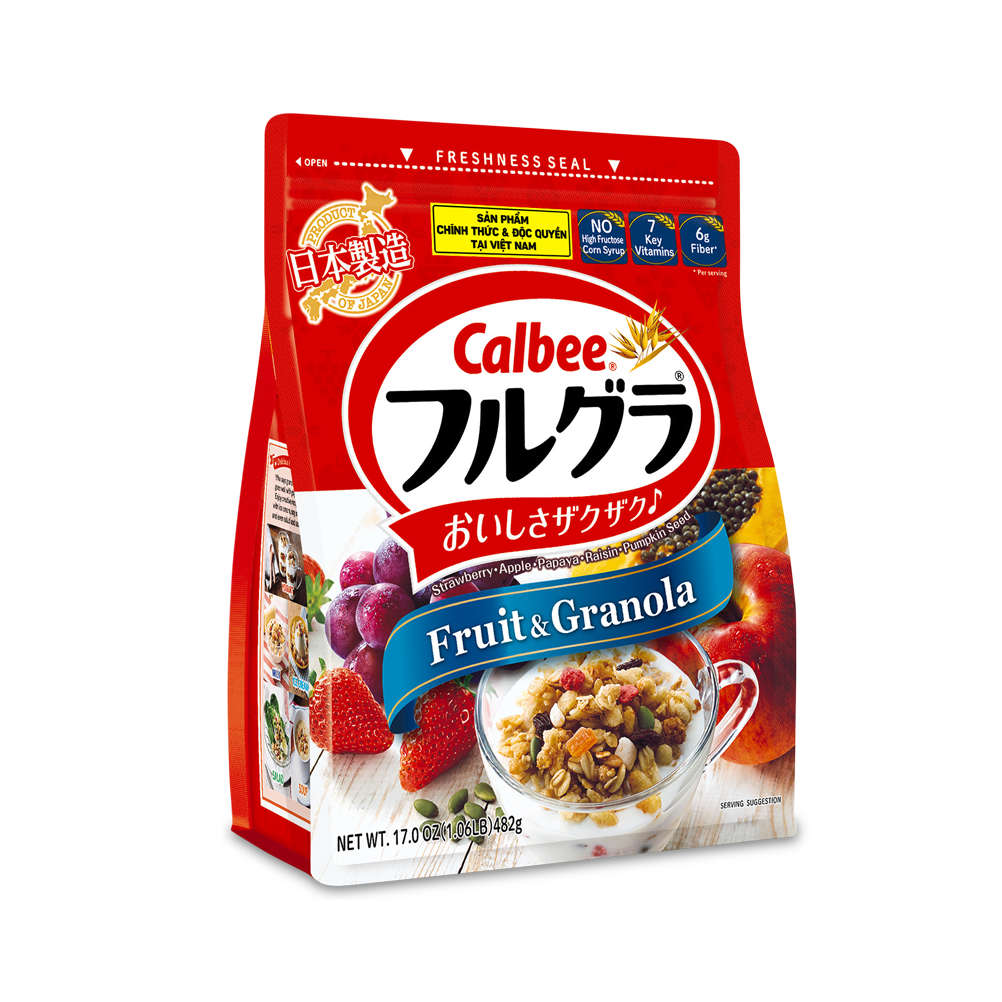 OPEN
FRESHNESS SEAL
PRODUCT
日本製造
OF JAPAN
SẢN PHẨM
CHÍNH THỨC & ĐỘC QUYỀN
TẠI VIỆT NAM
NO
High Fructose
Corn Syrup
7
Key
Vitamins
6g
Fiber*
* Per serving
Calbee®
フルグラ®
おいしさザクザク♪
Strawberry・Apple・Papaya・Raisin・Pumpkin Seed
Fruit & Granola
SALAD
SOUP
SERVING SUGGESTION
NET WT. 17.0 OZ (1.06LB) 482g